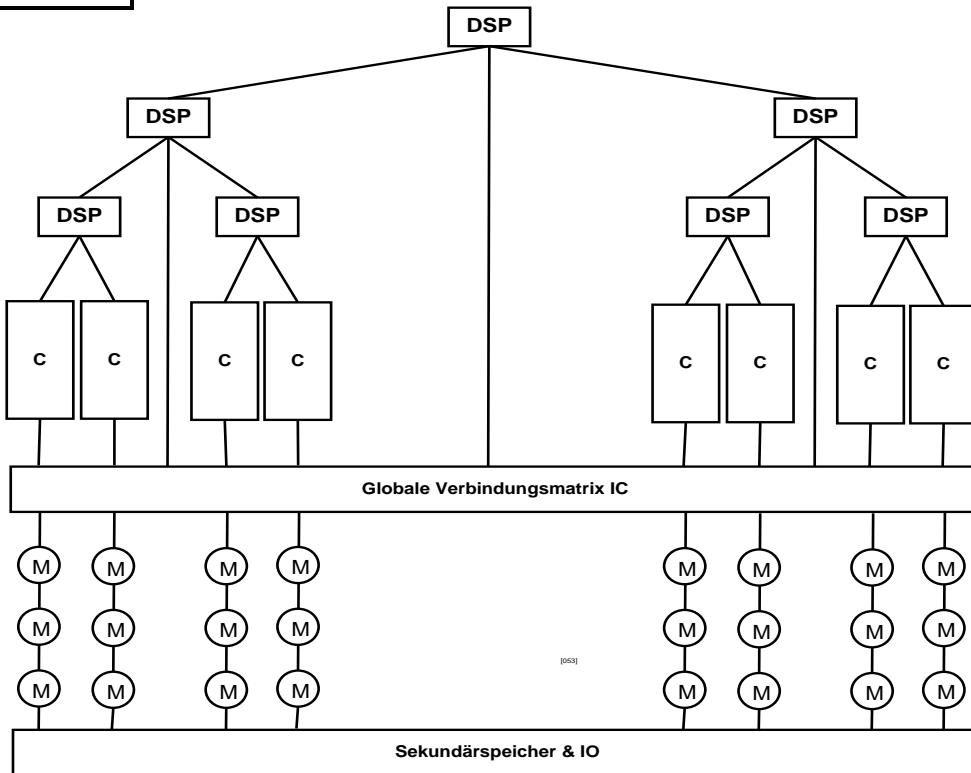 DSP
DSP DSP
DSP DSP DSP DSP
C C C C C C C C
Globale Verbindungsmatrix IC
M M M M M M M M
M M M M M M M M
[053]
M M M M M M M M
Sekundärspeicher & IO